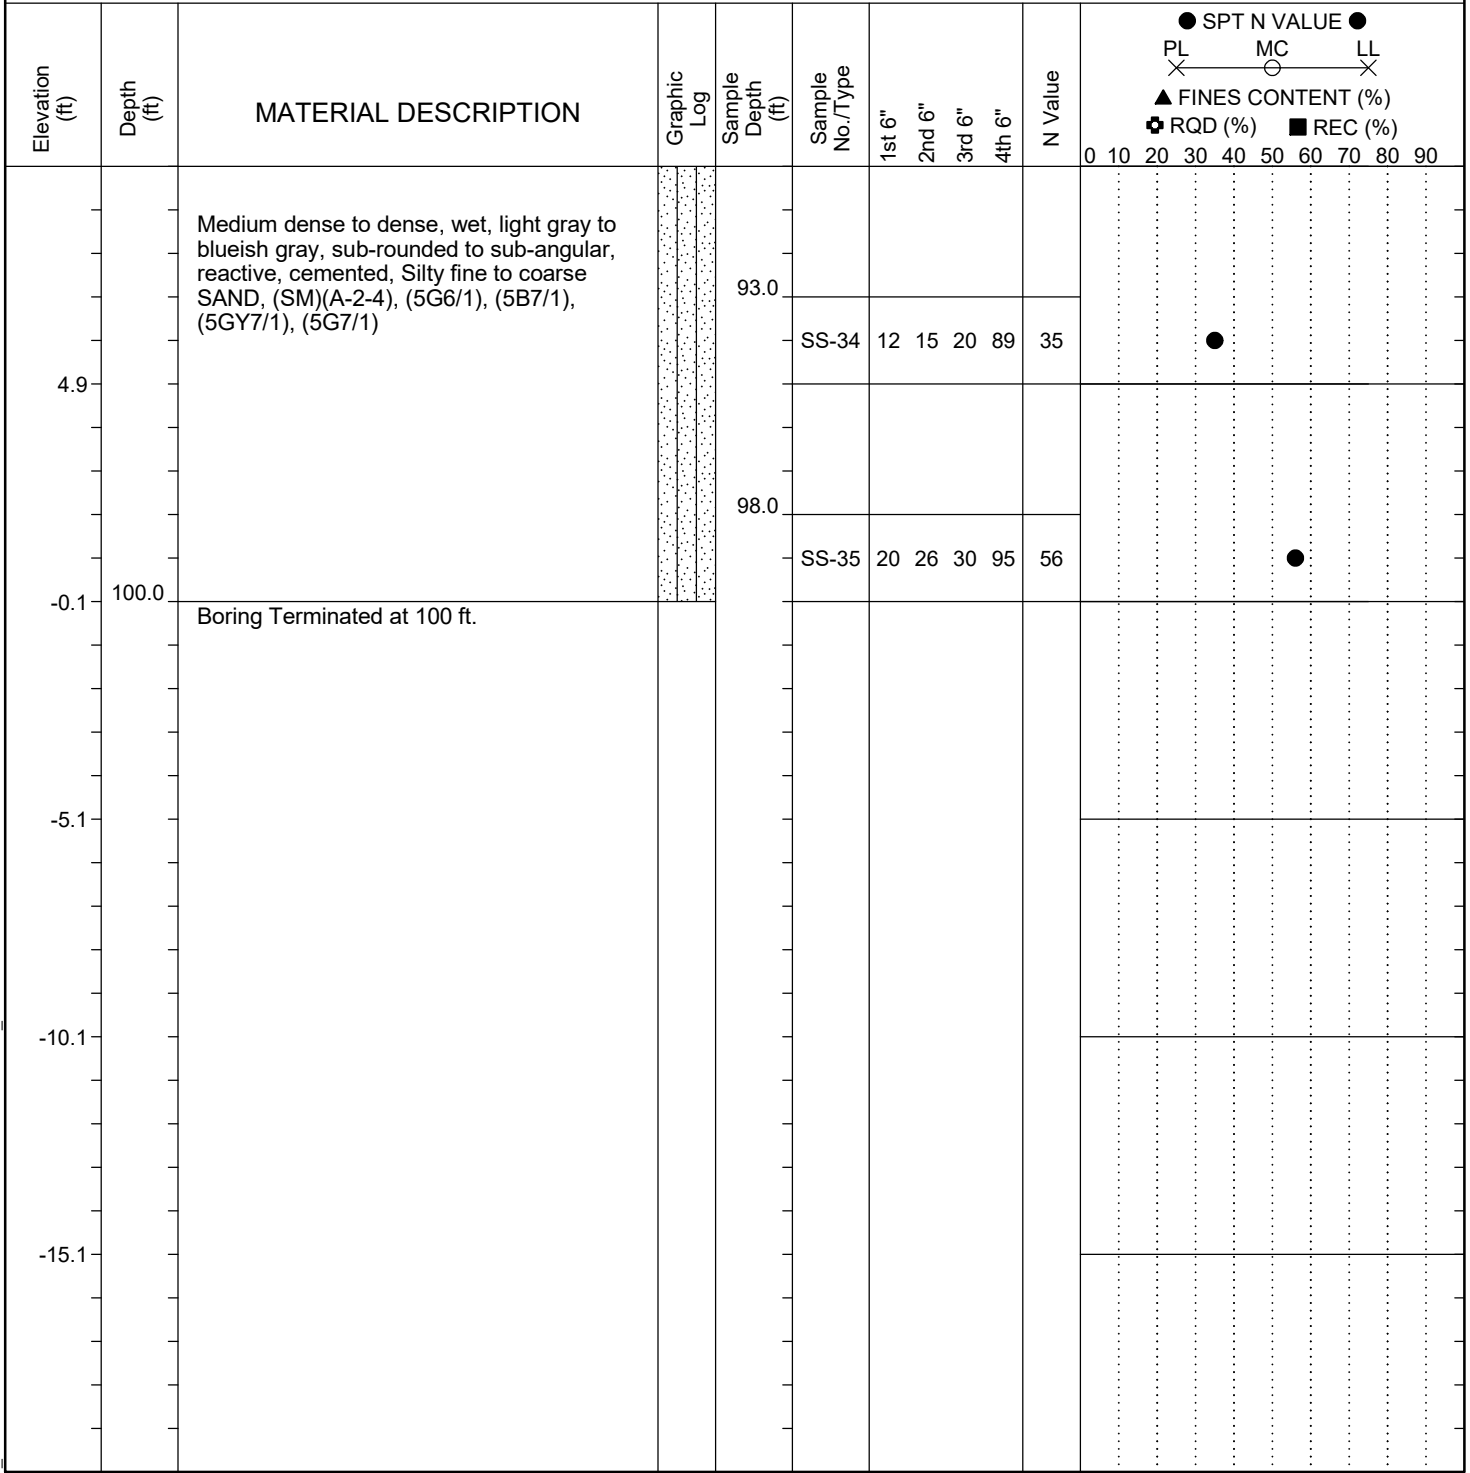 Elevation
(ft)
Depth
(ft)
MATERIAL DESCRIPTION
Graphic
Log
Sample
Depth
(ft)
Sample
No./Type
1st 6"
2nd 6"
3rd 6"
4th 6"
N Value
SPT N VALUE
PL MC LL
FINES CONTENT (%)
RQD (%) REC (%)
0 10 20 30 40 50 60 70 80 90
Medium dense to dense, wet, light gray to
blueish gray, sub-rounded to sub-angular,
reactive, cemented, Silty fine to coarse
SAND, (SM)(A-2-4), (5G6/1), (5B7/1),
(5GY7/1), (5G7/1)
93.0
SS-34 12 15 20 89 35
4.9
98.0
SS-35 20 26 30 95 56
-0.1 100.0
Boring Terminated at 100 ft.
-5.1
-10.1
-15.1